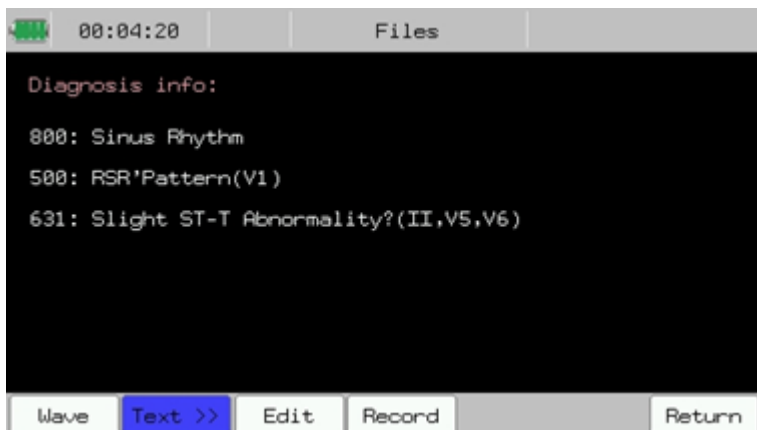 00:04:20 Files
Diagnosis info:
800: Sinus Rhythm
500: RSR'Pattern(V1)
631: Slight ST-T Abnormality?(II,V5,V6)
Wave Text >> Edit Record Return